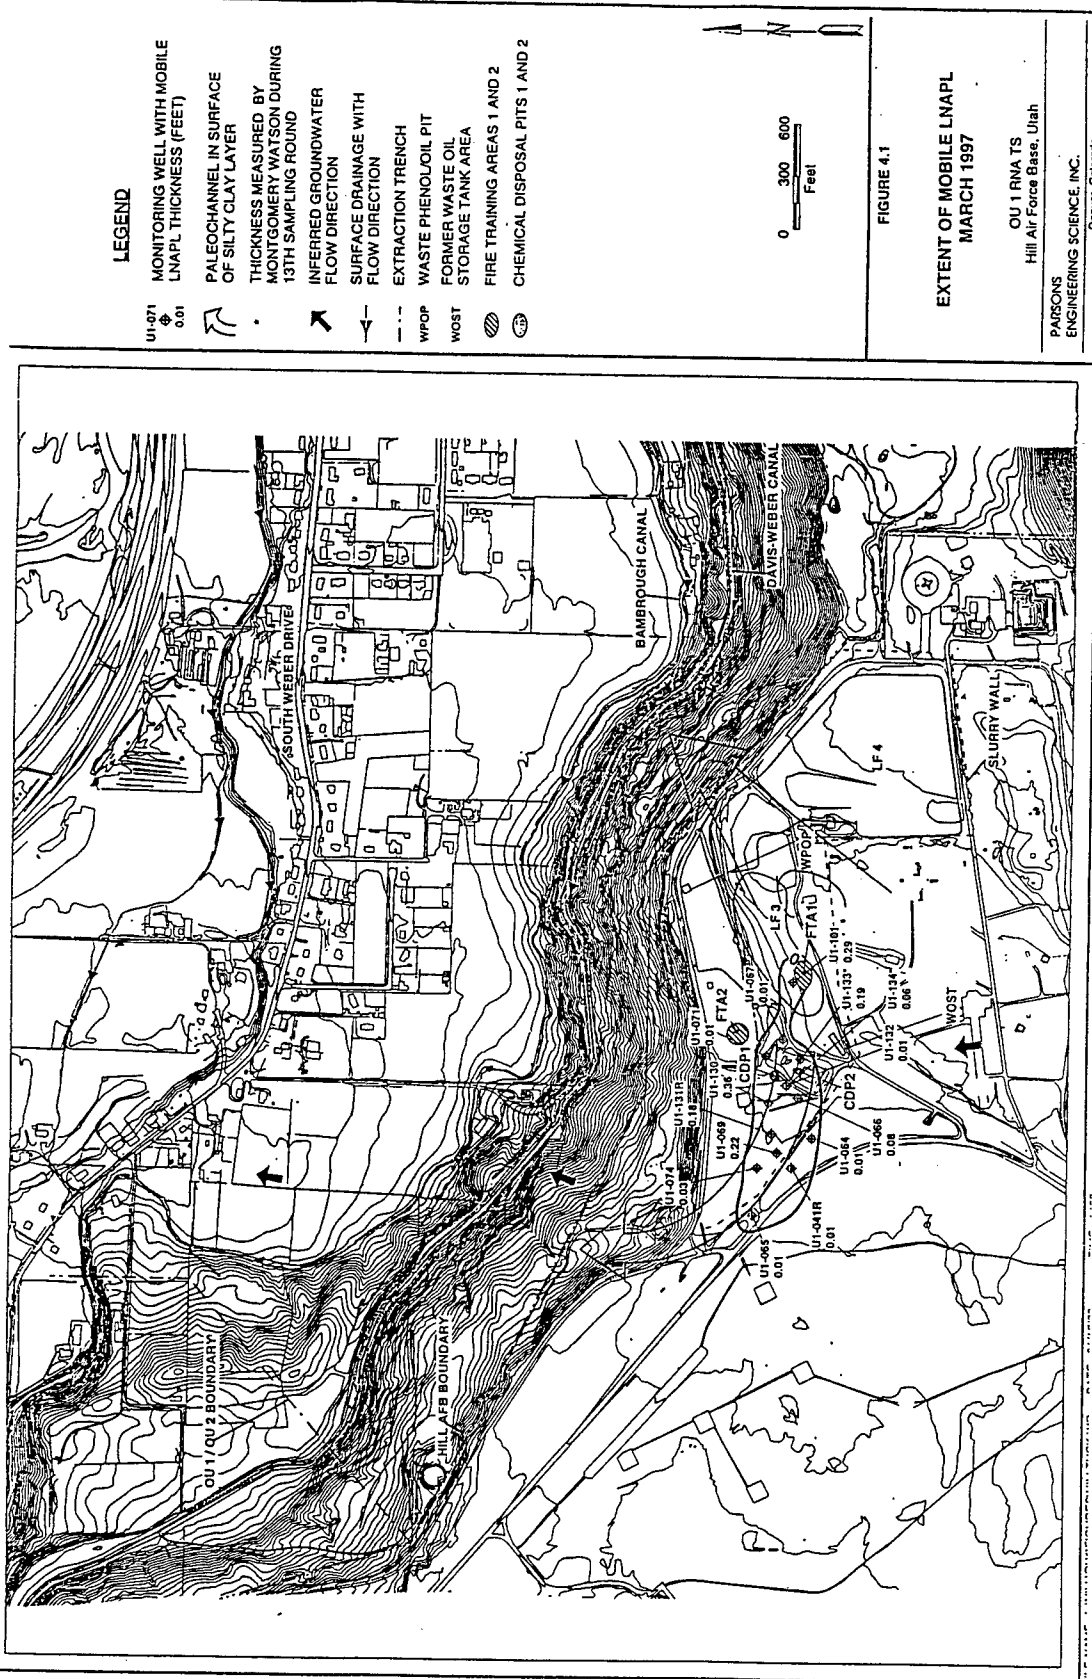 LEGEND
U1-071
0.01
MONITORING WELL WITH MOBILE
LNAPL THICKNESS (FEET)
PALEOCHANNEL IN SURFACE
OF SILTY CLAY LAYER
THICKNESS MEASURED BY
MONTGOMERY WATSON DURING
13TH SAMPLING ROUND
INFERRED GROUNDWATER
FLOW DIRECTION
SURFACE DRAINAGE WITH
FLOW DIRECTION
EXTRACTION TRENCH
WPOP
WASTE PHENOL/OIL PIT
WOST
FORMER WASTE OIL
STORAGE TANK AREA
FIRE TRAINING AREAS 1 AND 2
CHEMICAL DISPOSAL PITS 1 AND 2
N
0 300 600
Feet
FIGURE 4.1
EXTENT OF MOBILE LNAPL
MARCH 1997
OU 1 RNA TS
Hill Air Force Base, Utah
PARSONS
ENGINEERING SCIENCE, INC.
SOUTH WEBER DRIVE
BAMBROUGH CANAL
DAVIS-WEBER CANAL
OU 1 / OU 2 BOUNDARY
HILL AFB BOUNDARY
LF 4
SLURRY WALL
LF 3
WPOP
FTA1
U1-101
0.29
U1-133*
0.19
U1-134*
0.06
U1-067
0.01
FTA2
U1-071
0.01
CDP1
U1-130
0.36
U1-131R
0.18
U1-069
0.22
U1-074
0.03
U1-132
0.01
WOST
CDP2
U1-066
0.08
U1-064
0.01
U1-041R
0.01
U1-065
0.01